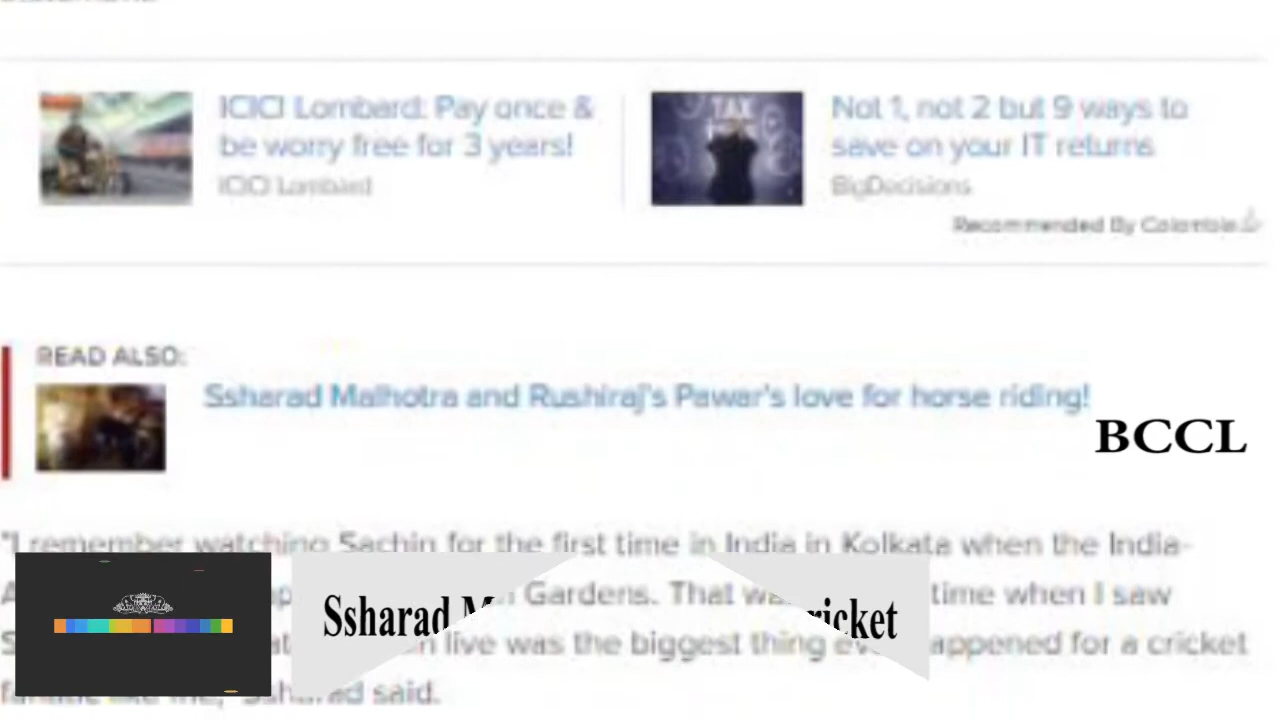 ICICI Lombard: Pay once &
be worry free for 3 years!
ICICI Lombard
Not 1, not 2 but 9 ways to
save on your IT returns
BigDecisions
Recommended By Colombia
READ ALSO:
Ssharad Malhotra and Rushiraj's Pawar's love for horse riding!
BCCL
"I remember watching Sachin for the first time in India in Kolkata when the India-
Gardens. That time when I saw
live was the biggest thing appened for a cricket
said.
Ssharad M
ricket